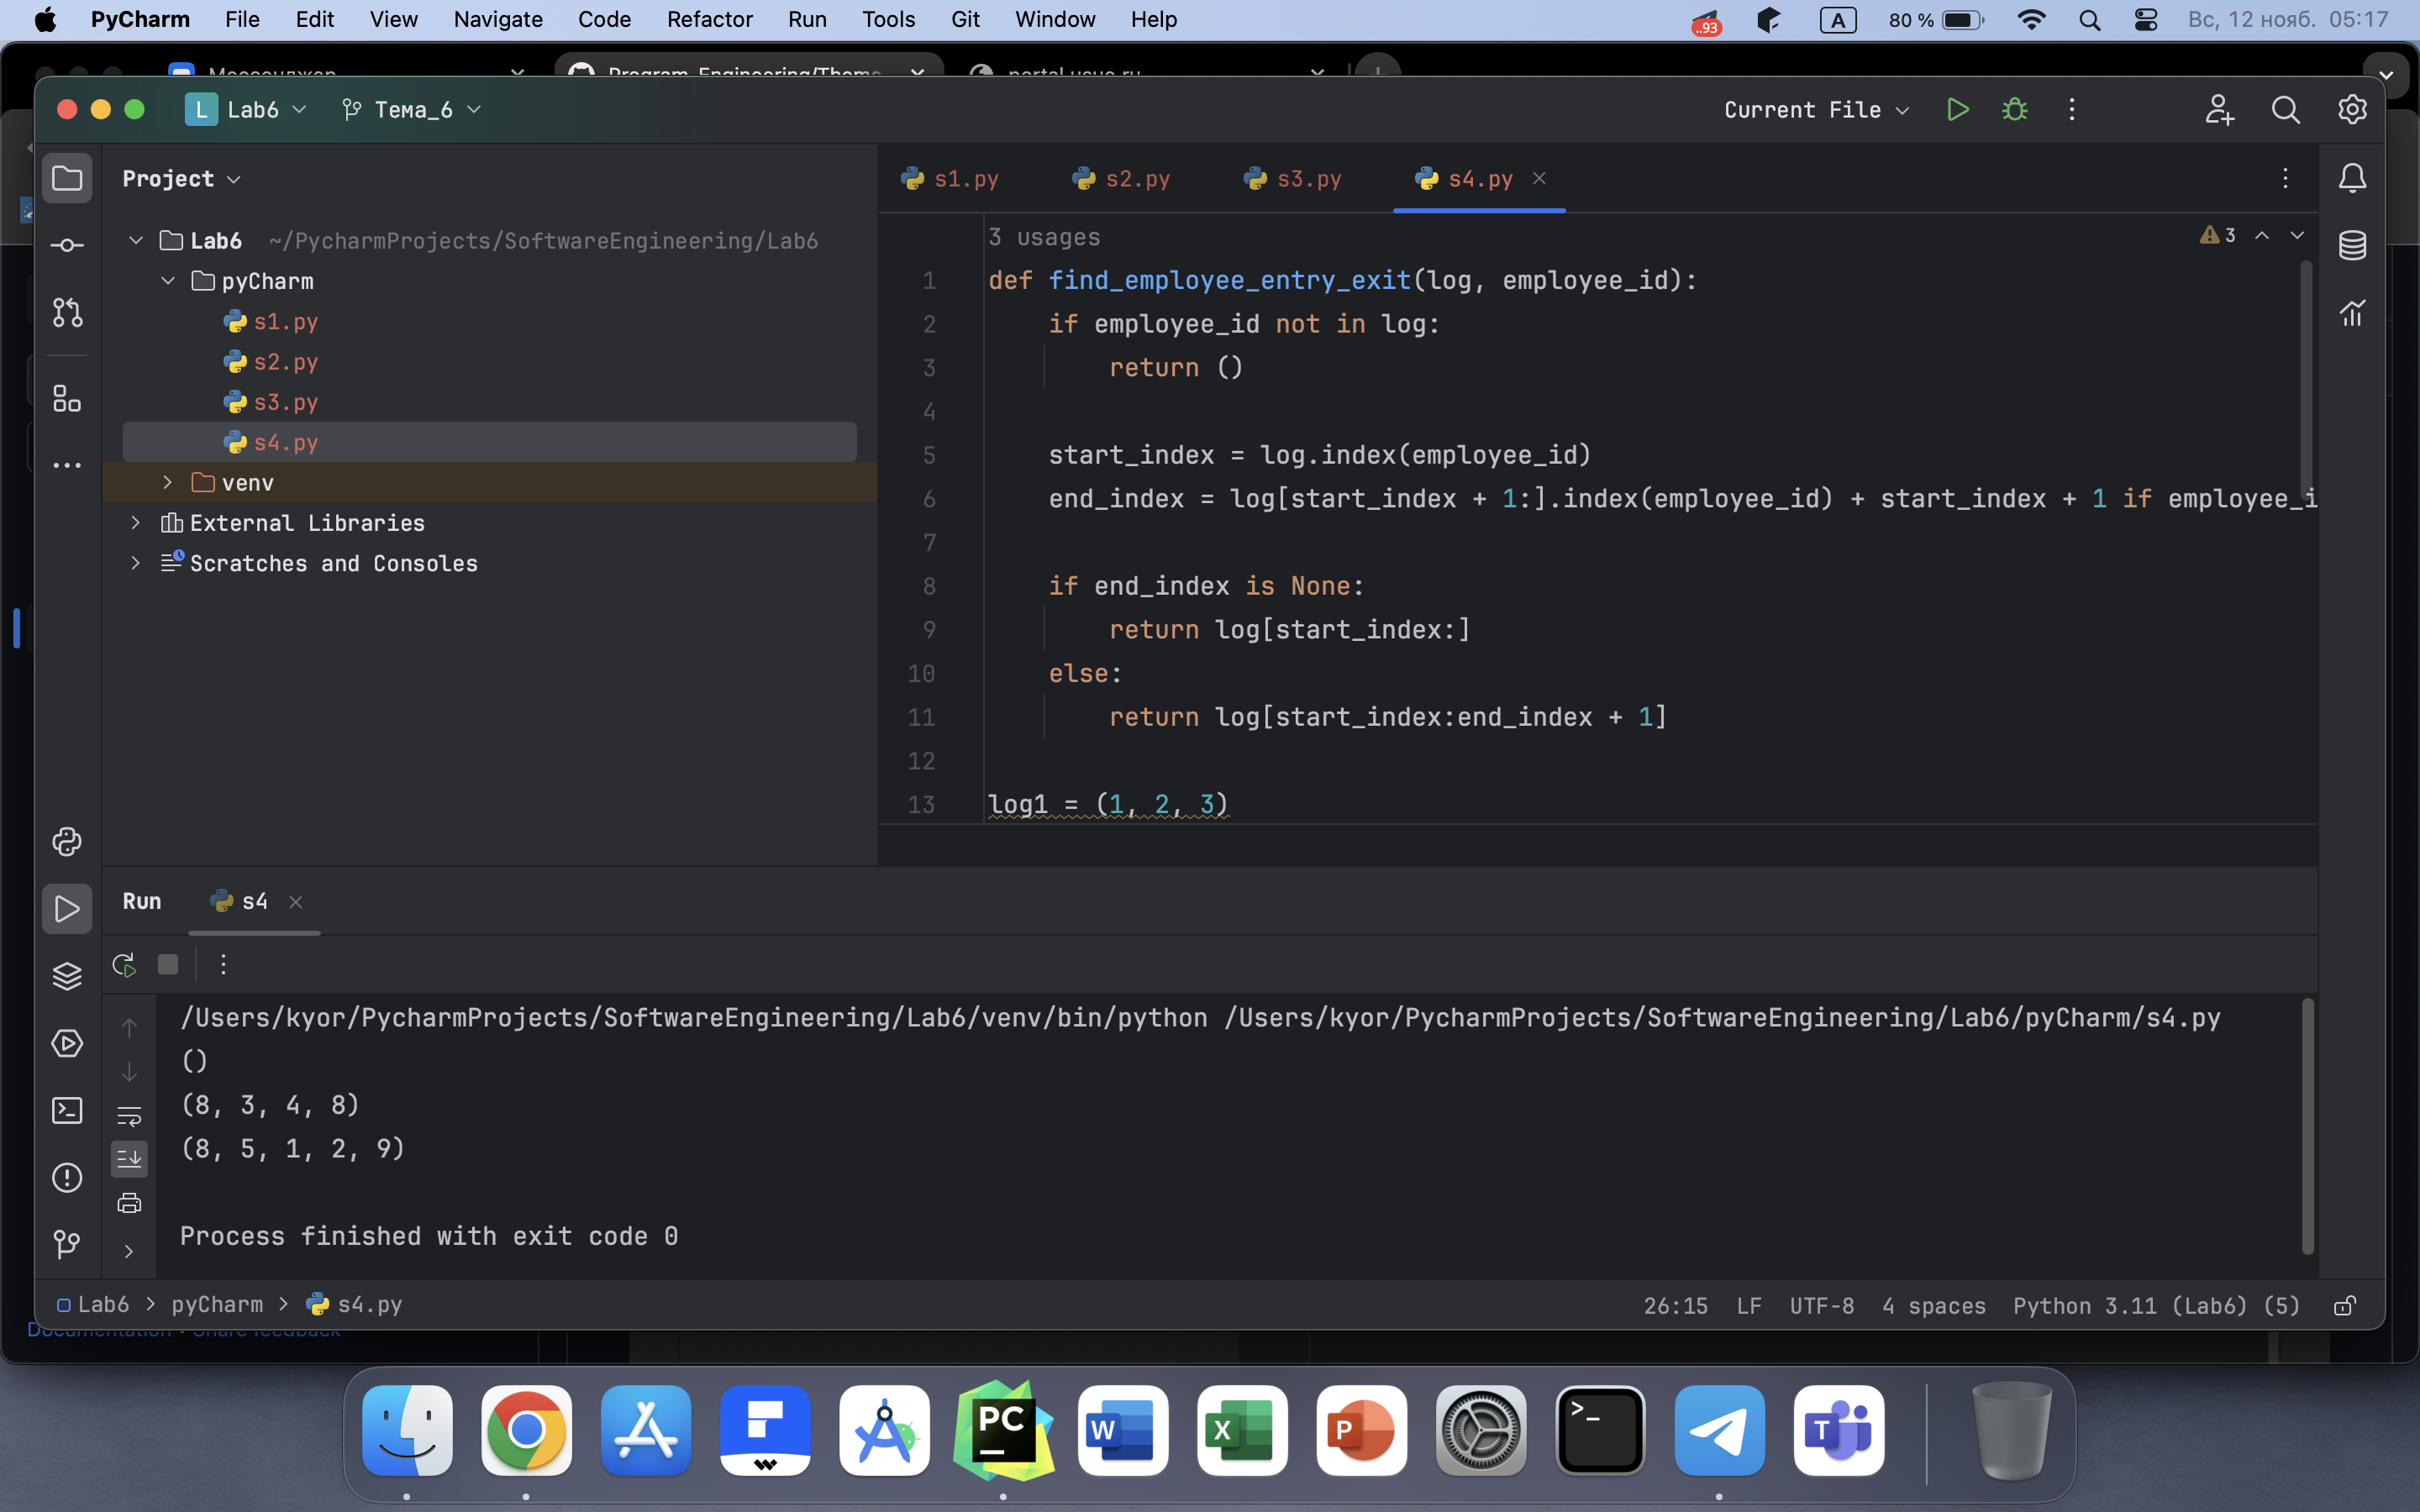 PyCharm File Edit View Navigate Code Refactor Run Tools Git Window Help ..93 A 80 % Вс, 12 нояб. 05:17
L Lab6 Тема_6 Current File
Project
Lab6 ~/PycharmProjects/SoftwareEngineering/Lab6
pyCharm
s1.py
s2.py
s3.py
s4.py
venv
External Libraries
Scratches and Consoles
s1.py s2.py s3.py s4.py
3 usages 3
1 def find_employee_entry_exit(log, employee_id):
2 if employee_id not in log:
3 return ()
4
5 start_index = log.index(employee_id)
6 end_index = log[start_index + 1:].index(employee_id) + start_index + 1 if employee_i
7
8 if end_index is None:
9 return log[start_index:]
10 else:
11 return log[start_index:end_index + 1]
12
13 log1 = (1, 2, 3)
Run s4
/Users/kyor/PycharmProjects/SoftwareEngineering/Lab6/venv/bin/python /Users/kyor/PycharmProjects/SoftwareEngineering/Lab6/pyCharm/s4.py
()
(8, 3, 4, 8)
(8, 5, 1, 2, 9)
Process finished with exit code 0
Lab6 > pyCharm > s4.py 26:15 LF UTF-8 4 spaces Python 3.11 (Lab6) (5)
PC W X P >_ T